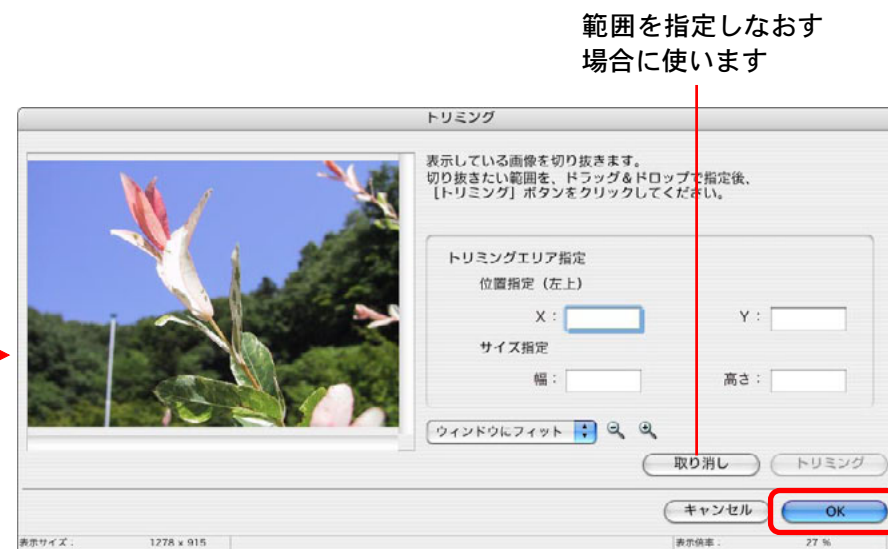 範囲を指定しなおす
場合に使います
トリミング
表示している画像を切り抜きます。
切り抜きたい範囲を、ドラッグ&ドロップで指定後、
[トリミング] ボタンをクリックしてください。
トリミングエリア指定
位置指定（左上）
X： Y：
サイズ指定
幅： 高さ：
ウィンドウにフィット
取り消し トリミング
キャンセル OK
表示サイズ： 1278 x 915 表示倍率： 27 %